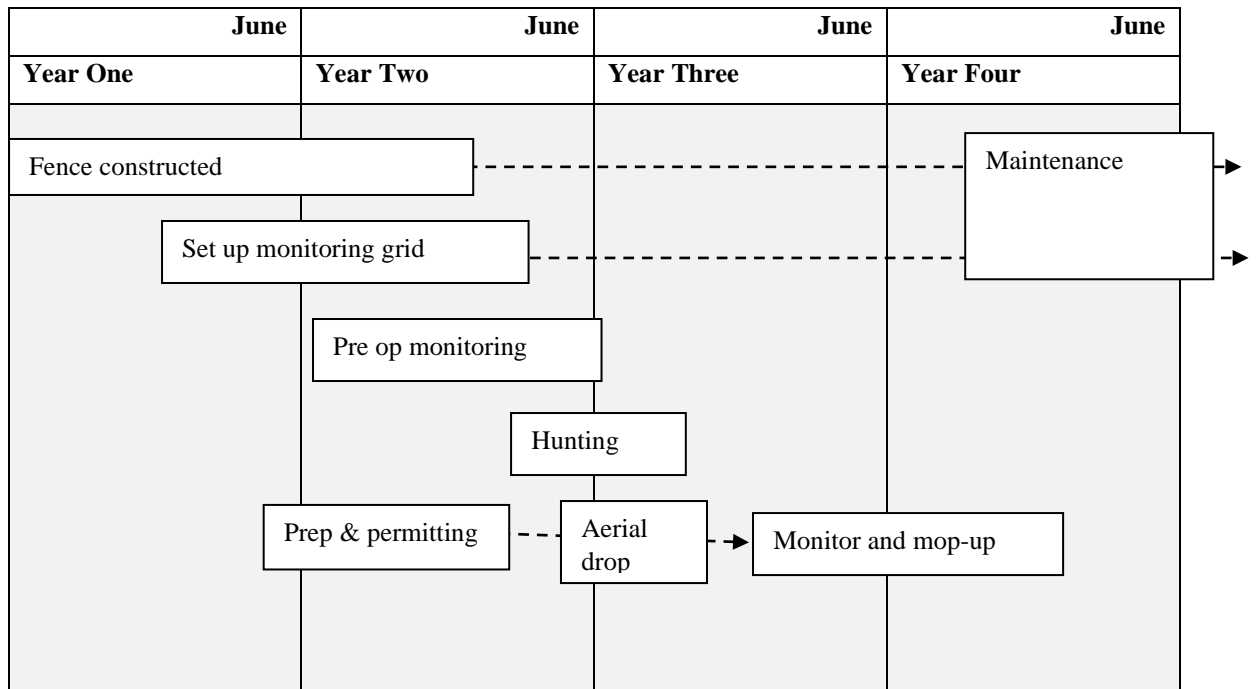 June
June
June
June
Year One
Year Two
Year Three
Year Four
Fence constructed
Maintenance
Set up monitoring grid
Pre op monitoring
Hunting
Prep & permitting
Aerial
drop
Monitor and mop-up